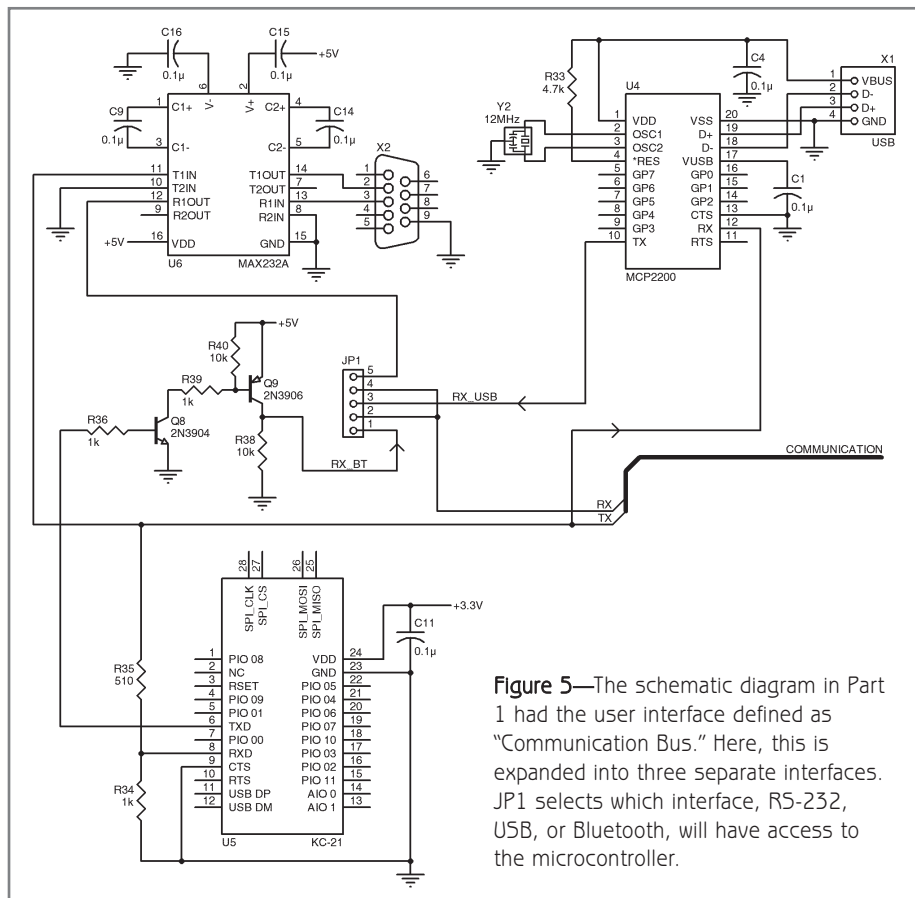 C16
0.1µ
C15
+5V
0.1µ
6
2
V-
V+
C9
0.1µ
1
C1+
C2+
4
C14
0.1µ
3
C1-
C2-
5
11
T1IN
T1OUT
14
10
T2IN
T2OUT
7
12
R1OUT
R1IN
13
9
R2OUT
R2IN
8
+5V
16
VDD
GND
15
U6
MAX232A
X2
1
2
3
4
5
6
7
8
9
R33
4.7k
C4
0.1µ
X1
1
VBUS
2
D-
3
D+
4
GND
USB
Y2
12MHz
U4
1
VDD
VSS
20
2
OSC1
D+
19
3
OSC2
D-
18
4
*RES
VUSB
17
5
GP7
GP0
16
6
GP6
GP1
15
7
GP5
GP2
14
8
GP4
CTS
13
9
GP3
RX
12
10
TX
RTS
11
MCP2200
C1
0.1µ
+5V
R40
10k
R39
1k
Q9
2N3906
R36
1k
Q8
2N3904
R38
10k
JP1
5
4
3
2
1
RX_USB
RX_BT
COMMUNICATION
RX
TX
28
27
26
25
SPI_CLK
SPI_CS
SPI_MOSI
SPI_MISO
+3.3V
C11
0.1µ
R35
510
R34
1k
1
PIO 08
VDD
24
2
NC
GND
23
3
RSET
PIO 05
22
4
PIO 09
PIO 04
21
5
PIO 01
PIO 06
20
6
TXD
PIO 07
19
7
PIO 00
PIO 10
18
8
RXD
PIO 03
17
9
CTS
PIO 02
16
10
RTS
PIO 11
15
11
USB DP
AIO 0
14
12
USB DM
AIO 1
13
U5
KC-21
Figure 5—The schematic diagram in Part
1 had the user interface defined as
“Communication Bus.” Here, this is
expanded into three separate interfaces.
JP1 selects which interface, RS-232,
USB, or Bluetooth, will have access to
the microcontroller.